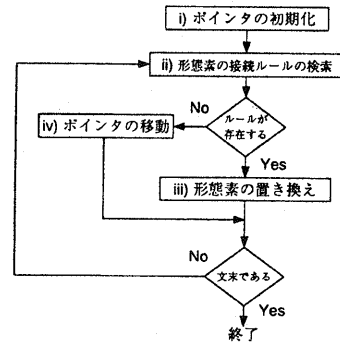 i) ポインタの初期化
ii) 形態素の接続ルールの検索
No
ルールが
存在する
iv) ポインタの移動
Yes
iii) 形態素の置き換え
No
文末である
Yes
終了